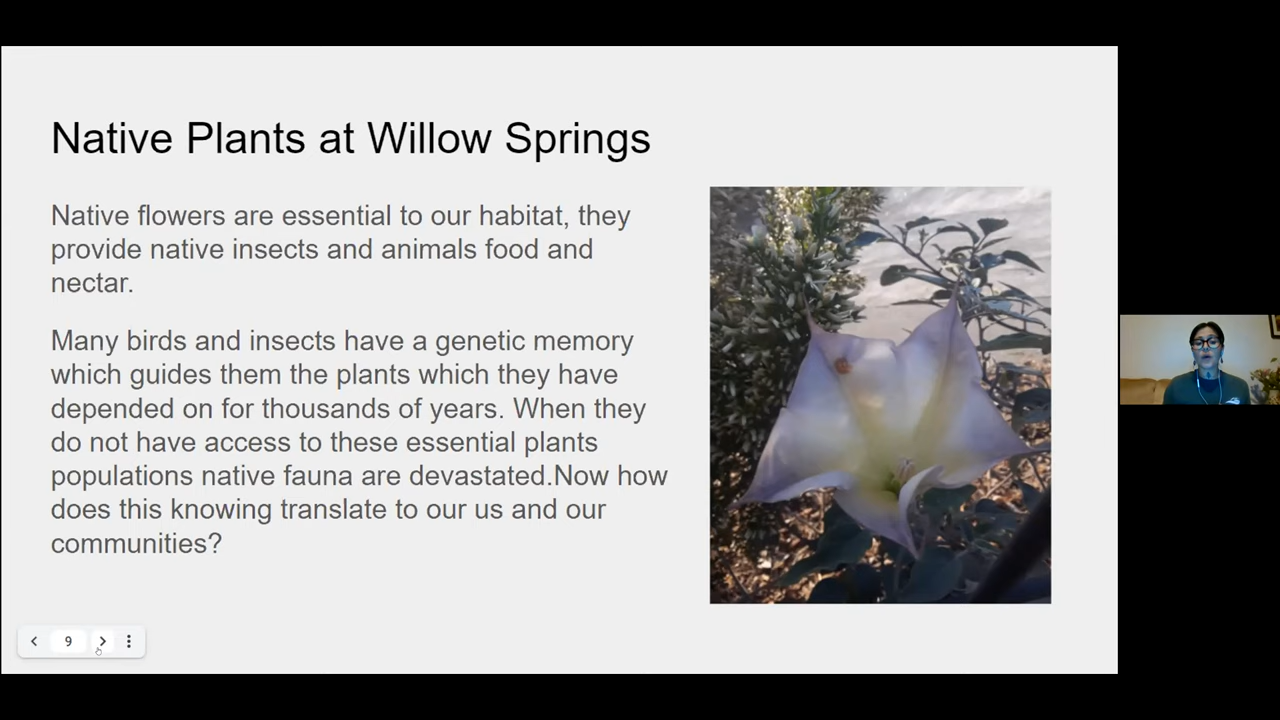 Native Plants at Willow Springs
Native flowers are essential to our habitat, they
provide native insects and animals food and
nectar.
Many birds and insects have a genetic memory
which guides them the plants which they have
depended on for thousands of years. When they
do not have access to these essential plants
populations native fauna are devastated.Now how
does this knowing translate to our us and our
communities?
9